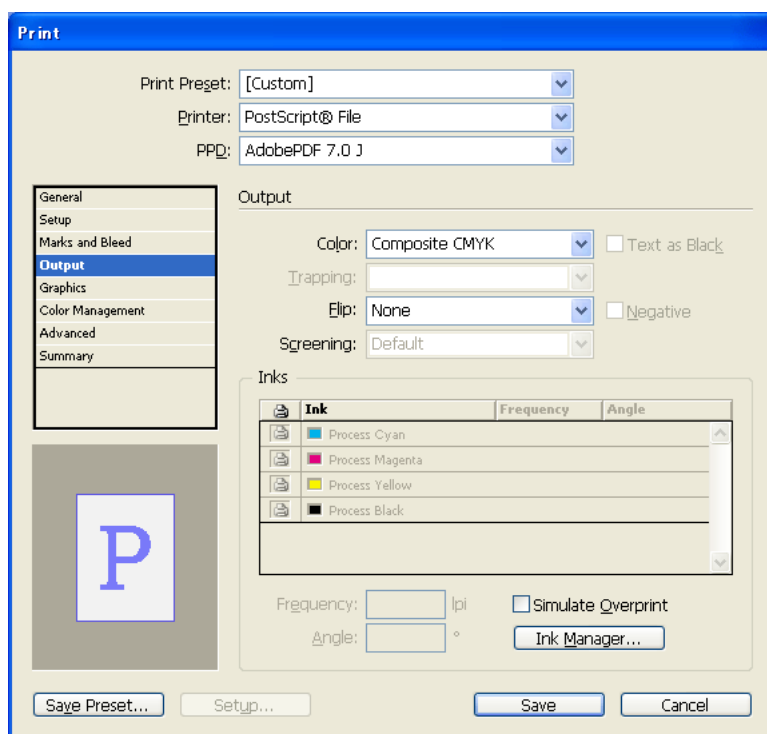 Print
Print Preset: [Custom]
Printer: PostScript® File
PPD: AdobePDF 7.0 J
General
Setup
Marks and Bleed
Output
Graphics
Color Management
Advanced
Summary
Output
Color: Composite CMYK Text as Black
Trapping:
Flip: None Negative
Screening: Default
Inks
Ink Frequency Angle
Process Cyan
Process Magenta
Process Yellow
Process Black
P
Frequency: lpi Simulate Overprint
Angle: ° Ink Manager...
Save Preset... Setup... Save Cancel